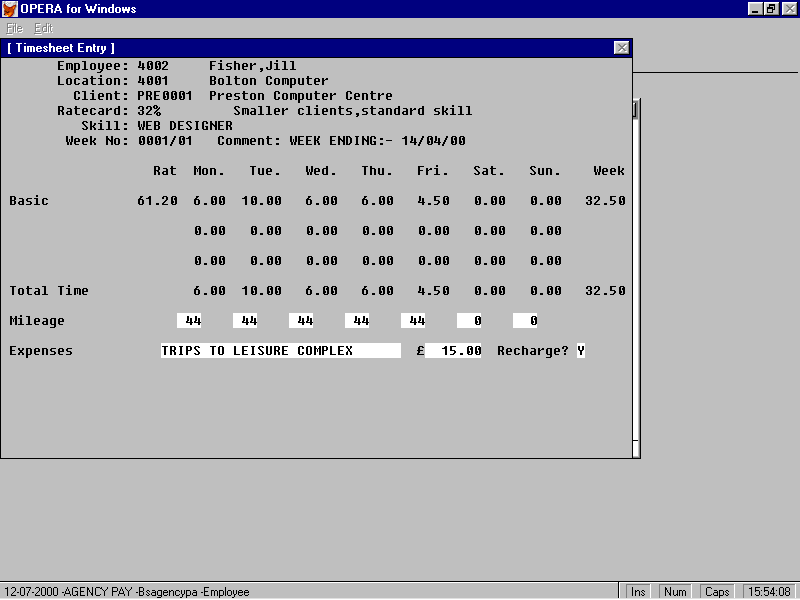 OPERA for Windows
File Edit
[ Timesheet Entry ]
Employee: 4002 Fisher,Jill
Location: 4001 Bolton Computer
Client: PRE0001 Preston Computer Centre
Ratecard: 32% Smaller clients,standard skill
Skill: WEB DESIGNER
Week No: 0001/01 Comment: WEEK ENDING:- 14/04/00
Rat Mon. Tue. Wed. Thu. Fri. Sat. Sun. Week
Basic 61.20 6.00 10.00 6.00 6.00 4.50 0.00 0.00 32.50
0.00 0.00 0.00 0.00 0.00 0.00 0.00
0.00 0.00 0.00 0.00 0.00 0.00 0.00
Total Time 6.00 10.00 6.00 6.00 4.50 0.00 0.00 32.50
Mileage 44 44 44 44 44 0 0
Expenses TRIPS TO LEISURE COMPLEX £ 15.00 Recharge? Y
12-07-2000 -AGENCY PAY -Bsagencypa -Employee Ins Num Caps 15:54:08